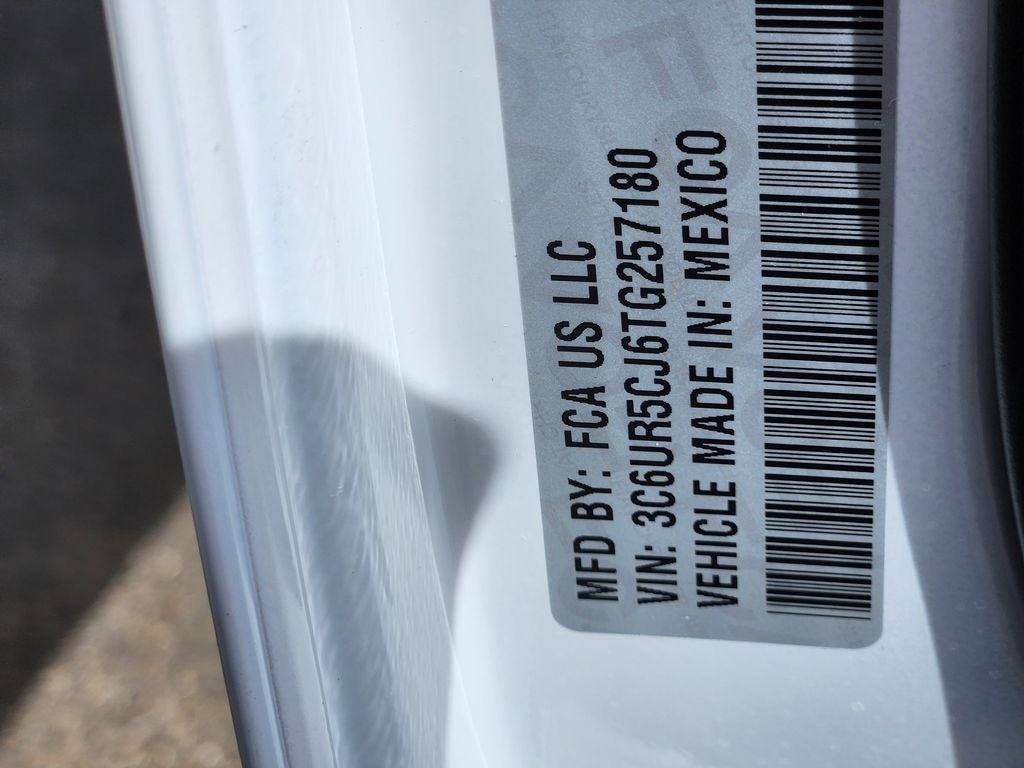 MFD BY: FCA US LLC
VIN: 3C6UR5CJ6TG257180
VEHICLE MADE IN: MEXICO